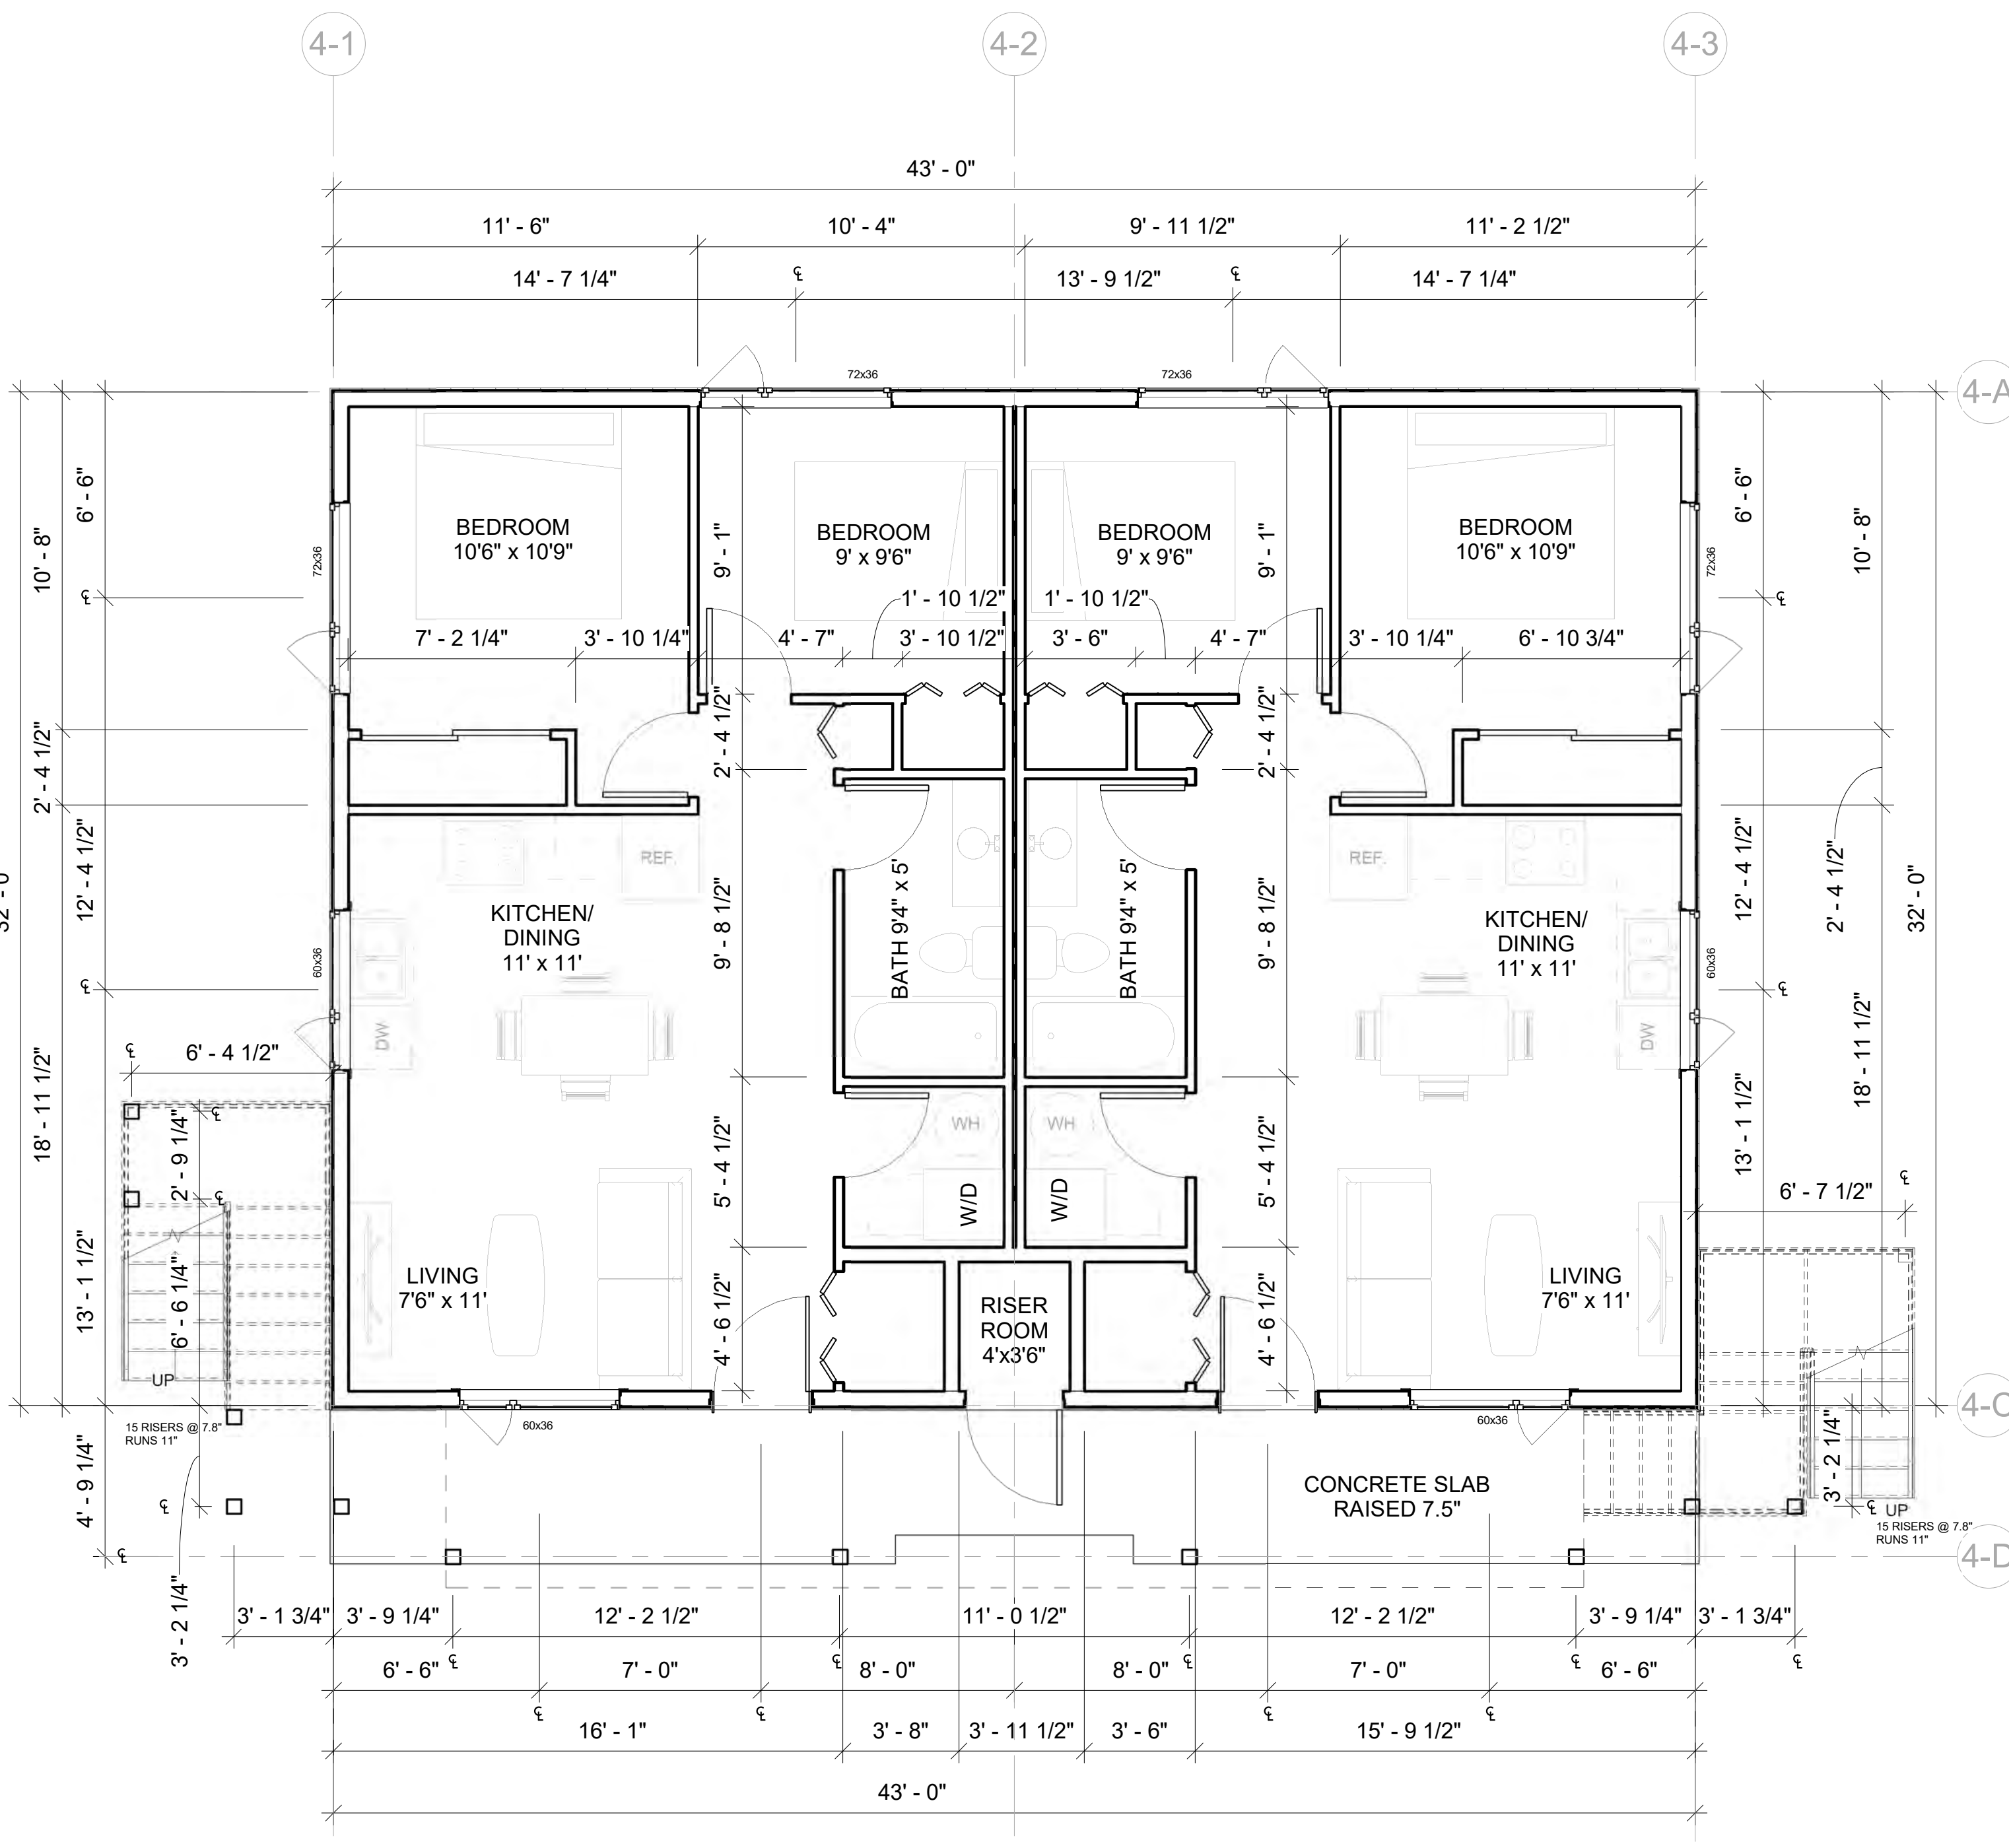 4-1
4-2
4-3
43' - 0"
11' - 6"
10' - 4"
9' - 11 1/2"
11' - 2 1/2"
14' - 7 1/4"
℄
13' - 9 1/2"
℄
14' - 7 1/4"
72x36
72x36
4-A
6' - 6"
10' - 8"
72x36
℄
BEDROOM
10'6" x 10'9"
9' - 1"
BEDROOM
9' x 9'6"
BEDROOM
9' x 9'6"
9' - 1"
BEDROOM
10'6" x 10'9"
72x36
6' - 6"
10' - 8"
℄
1' - 10 1/2"
1' - 10 1/2"
7' - 2 1/4"
3' - 10 1/4"
4' - 7"
3' - 10 1/2"
3' - 6"
4' - 7"
3' - 10 1/4"
6' - 10 3/4"
2' - 4 1/2"
2' - 4 1/2"
2' - 4 1/2"
2' - 4 1/2"
32' - 0"
12' - 4 1/2"
REF.
REF.
12' - 4 1/2"
32' - 0"
KITCHEN/
DINING
11' x 11'
9' - 8 1/2"
BATH 9'4" x 5'
BATH 9'4" x 5'
9' - 8 1/2"
KITCHEN/
DINING
11' x 11'
60x36
60x36
℄
℄
DW
DW
18' - 11 1/2"
18' - 11 1/2"
℄
6' - 4 1/2"
2' - 9 1/4"
℄
℄
5' - 4 1/2"
WH
WH
W/D
W/D
5' - 4 1/2"
13' - 1 1/2"
6' - 7 1/2"
℄
13' - 1 1/2"
6' - 6 1/4"
LIVING
7'6" x 11'
4' - 6 1/2"
RISER
ROOM
4'x3'6"
4' - 6 1/2"
LIVING
7'6" x 11'
UP
15 RISERS @ 7.8"
RUNS 11"
60x36
60x36
4-C
4' - 9 1/4"
℄
℄
CONCRETE SLAB
RAISED 7.5"
3' - 2 1/4"
℄
UP
15 RISERS @ 7.8"
RUNS 11"
4-D
3' - 2 1/4"
3' - 1 3/4"
3' - 9 1/4"
12' - 2 1/2"
11' - 0 1/2"
12' - 2 1/2"
3' - 9 1/4"
3' - 1 3/4"
6' - 6"
℄
7' - 0"
℄
8' - 0"
8' - 0"
℄
7' - 0"
℄
6' - 6"
℄
℄
℄
℄
℄
16' - 1"
3' - 8"
3' - 11 1/2"
3' - 6"
15' - 9 1/2"
43' - 0"